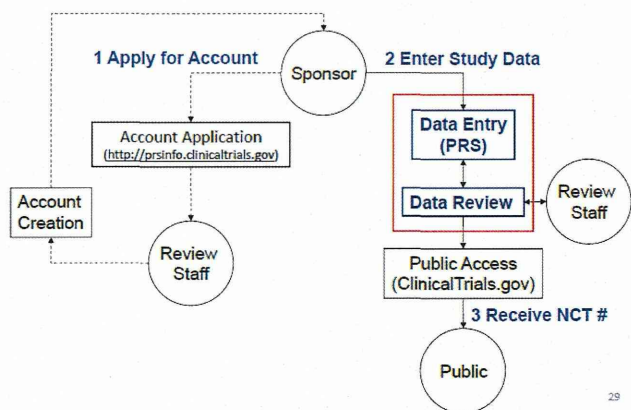 1 Apply for Account
Sponsor
2 Enter Study Data
Account Application
(http://prsinfo.clinicaltrials.gov)
Data Entry
(PRS)
Account
Creation
Review
Staff
Data Review
Review
Staff
Public Access
(ClinicalTrials.gov)
3 Receive NCT #
Public
29